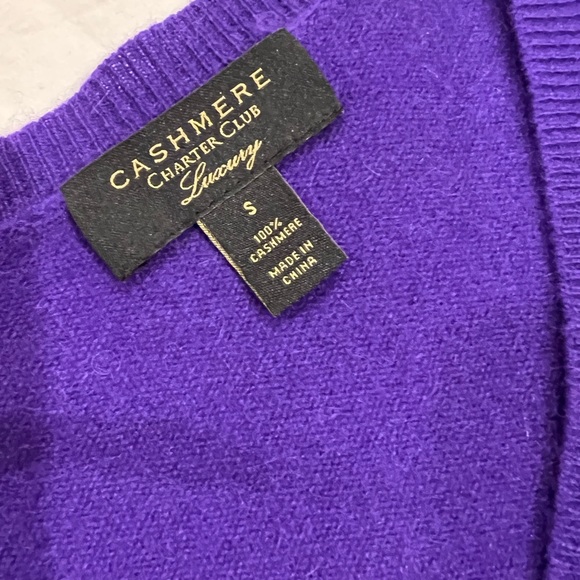 CASHMERE
CHARTER CLUB
Luxury
S
100%
CASHMERE
MADE IN
CHINA